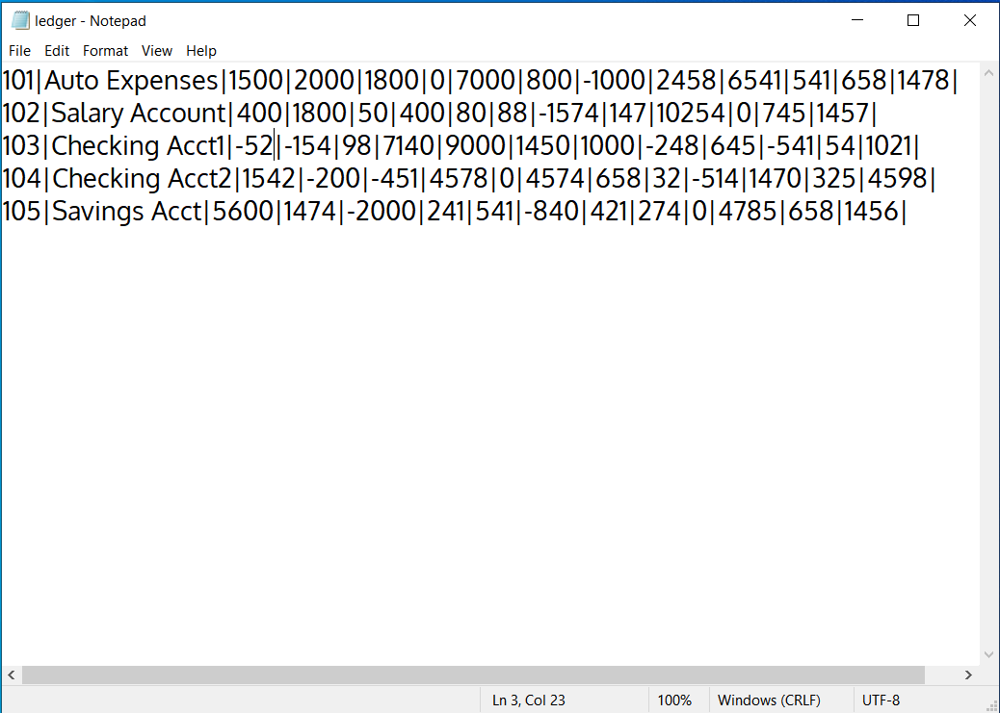 ledger - Notepad
File Edit Format View Help
101|Auto Expenses|1500|2000|1800|0|7000|800|-1000|2458|6541|541|658|1478|
102|Salary Account|400|1800|50|400|80|88|-1574|147|10254|0|745|1457|
103|Checking Acct1|-52|-154|98|7140|9000|1450|1000|-248|645|-541|54|1021|
104|Checking Acct2|1542|-200|-451|4578|0|4574|658|32|-514|1470|325|4598|
105|Savings Acct|5600|1474|-2000|241|541|-840|421|274|0|4785|658|1456|
Ln 3, Col 23 100% Windows (CRLF) UTF-8